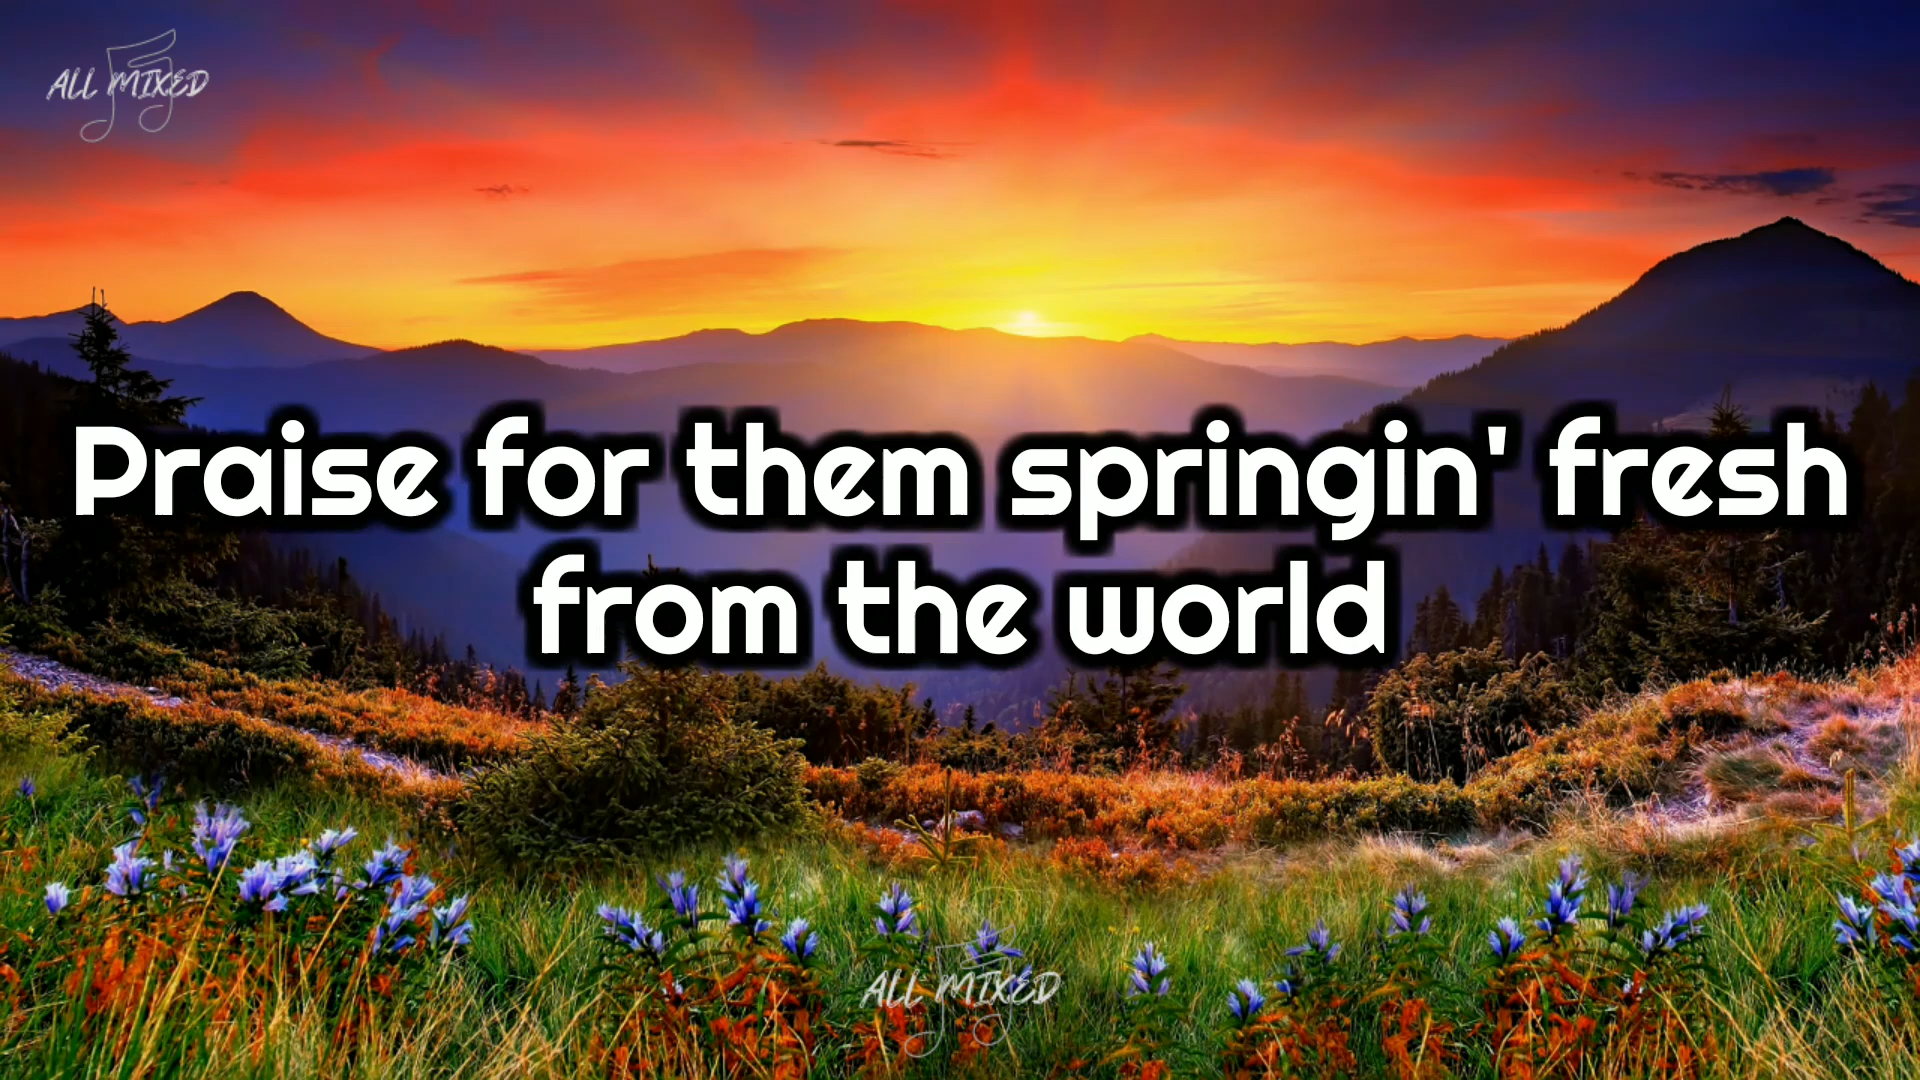 ALL MIXED
Praise for them springin' fresh
from the world
ALL MIXED